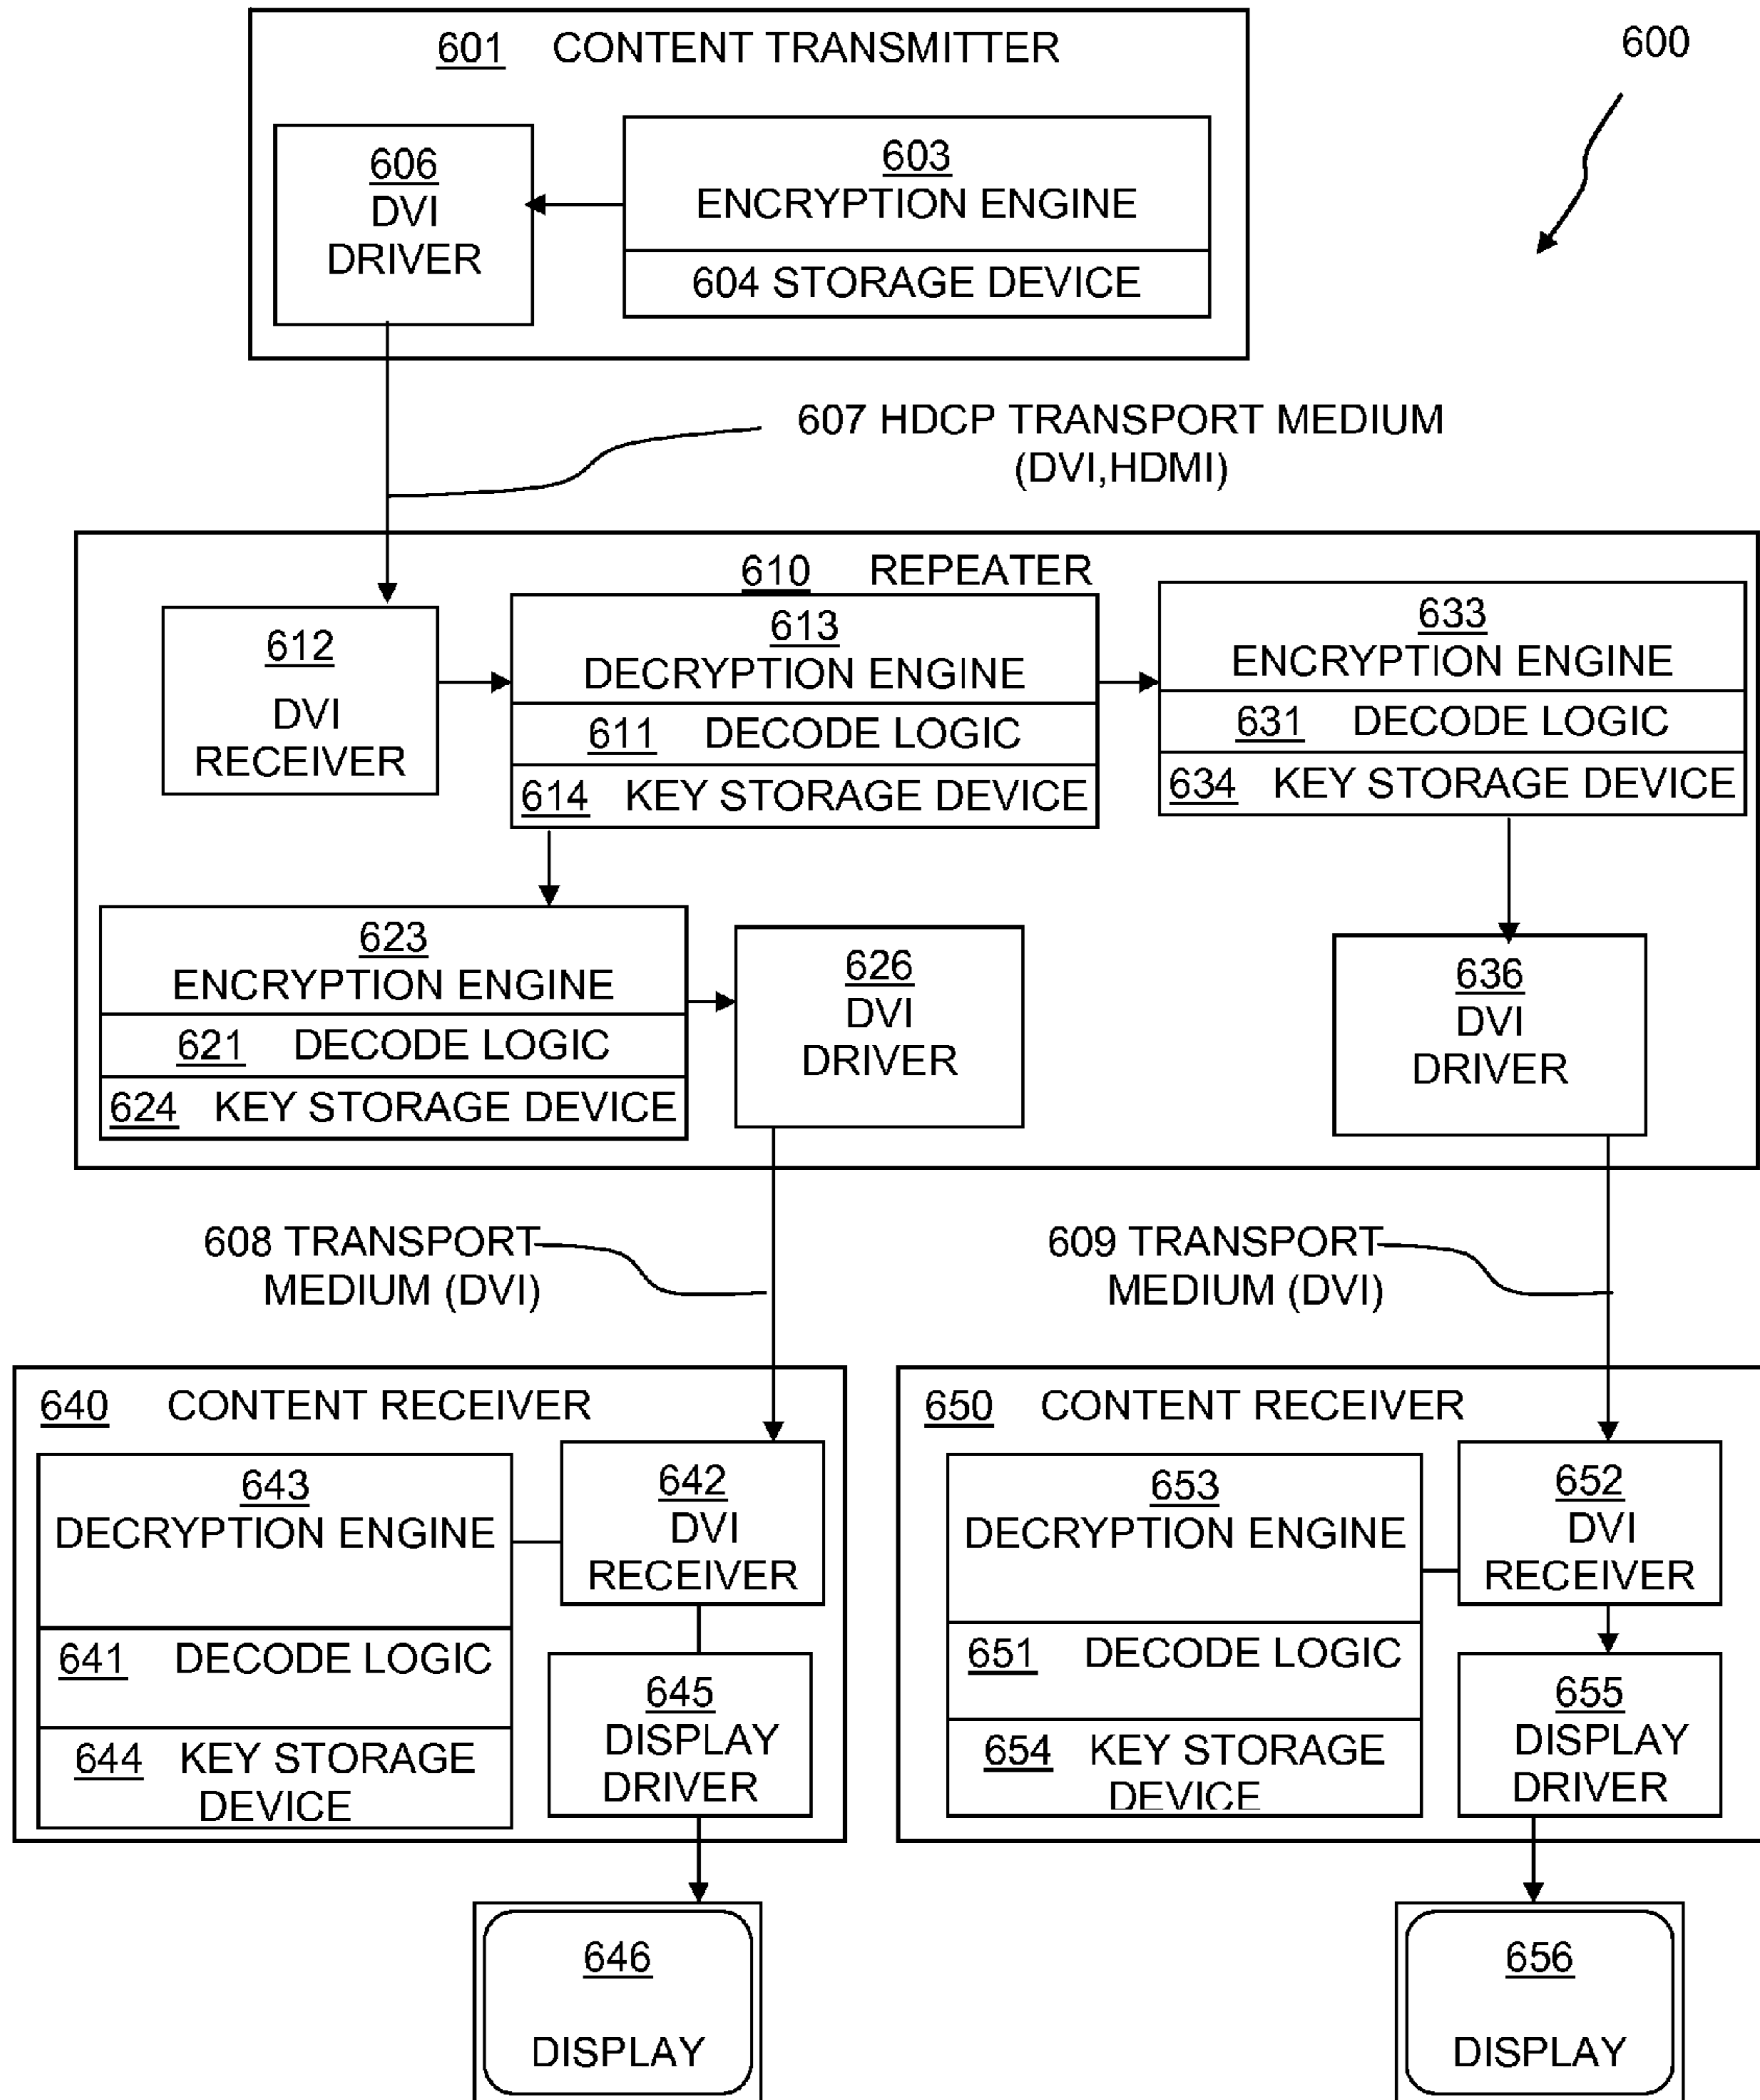 601 CONTENT TRANSMITTER
600
606
DVI
DRIVER
603
ENCRYPTION ENGINE
604 STORAGE DEVICE
607 HDCP TRANSPORT MEDIUM
(DVI,HDMI)
610 REPEATER
612
DVI
RECEIVER
613
DECRYPTION ENGINE
611 DECODE LOGIC
614 KEY STORAGE DEVICE
633
ENCRYPTION ENGINE
631 DECODE LOGIC
634 KEY STORAGE DEVICE
623
ENCRYPTION ENGINE
621 DECODE LOGIC
624 KEY STORAGE DEVICE
626
DVI
DRIVER
636
DVI
DRIVER
608 TRANSPORT
MEDIUM (DVI)
609 TRANSPORT
MEDIUM (DVI)
640 CONTENT RECEIVER
643
DECRYPTION ENGINE
641 DECODE LOGIC
644 KEY STORAGE
DEVICE
642
DVI
RECEIVER
645
DISPLAY
DRIVER
650 CONTENT RECEIVER
653
DECRYPTION ENGINE
651 DECODE LOGIC
654 KEY STORAGE
DEVICE
652
DVI
RECEIVER
655
DISPLAY
DRIVER
646
DISPLAY
656
DISPLAY